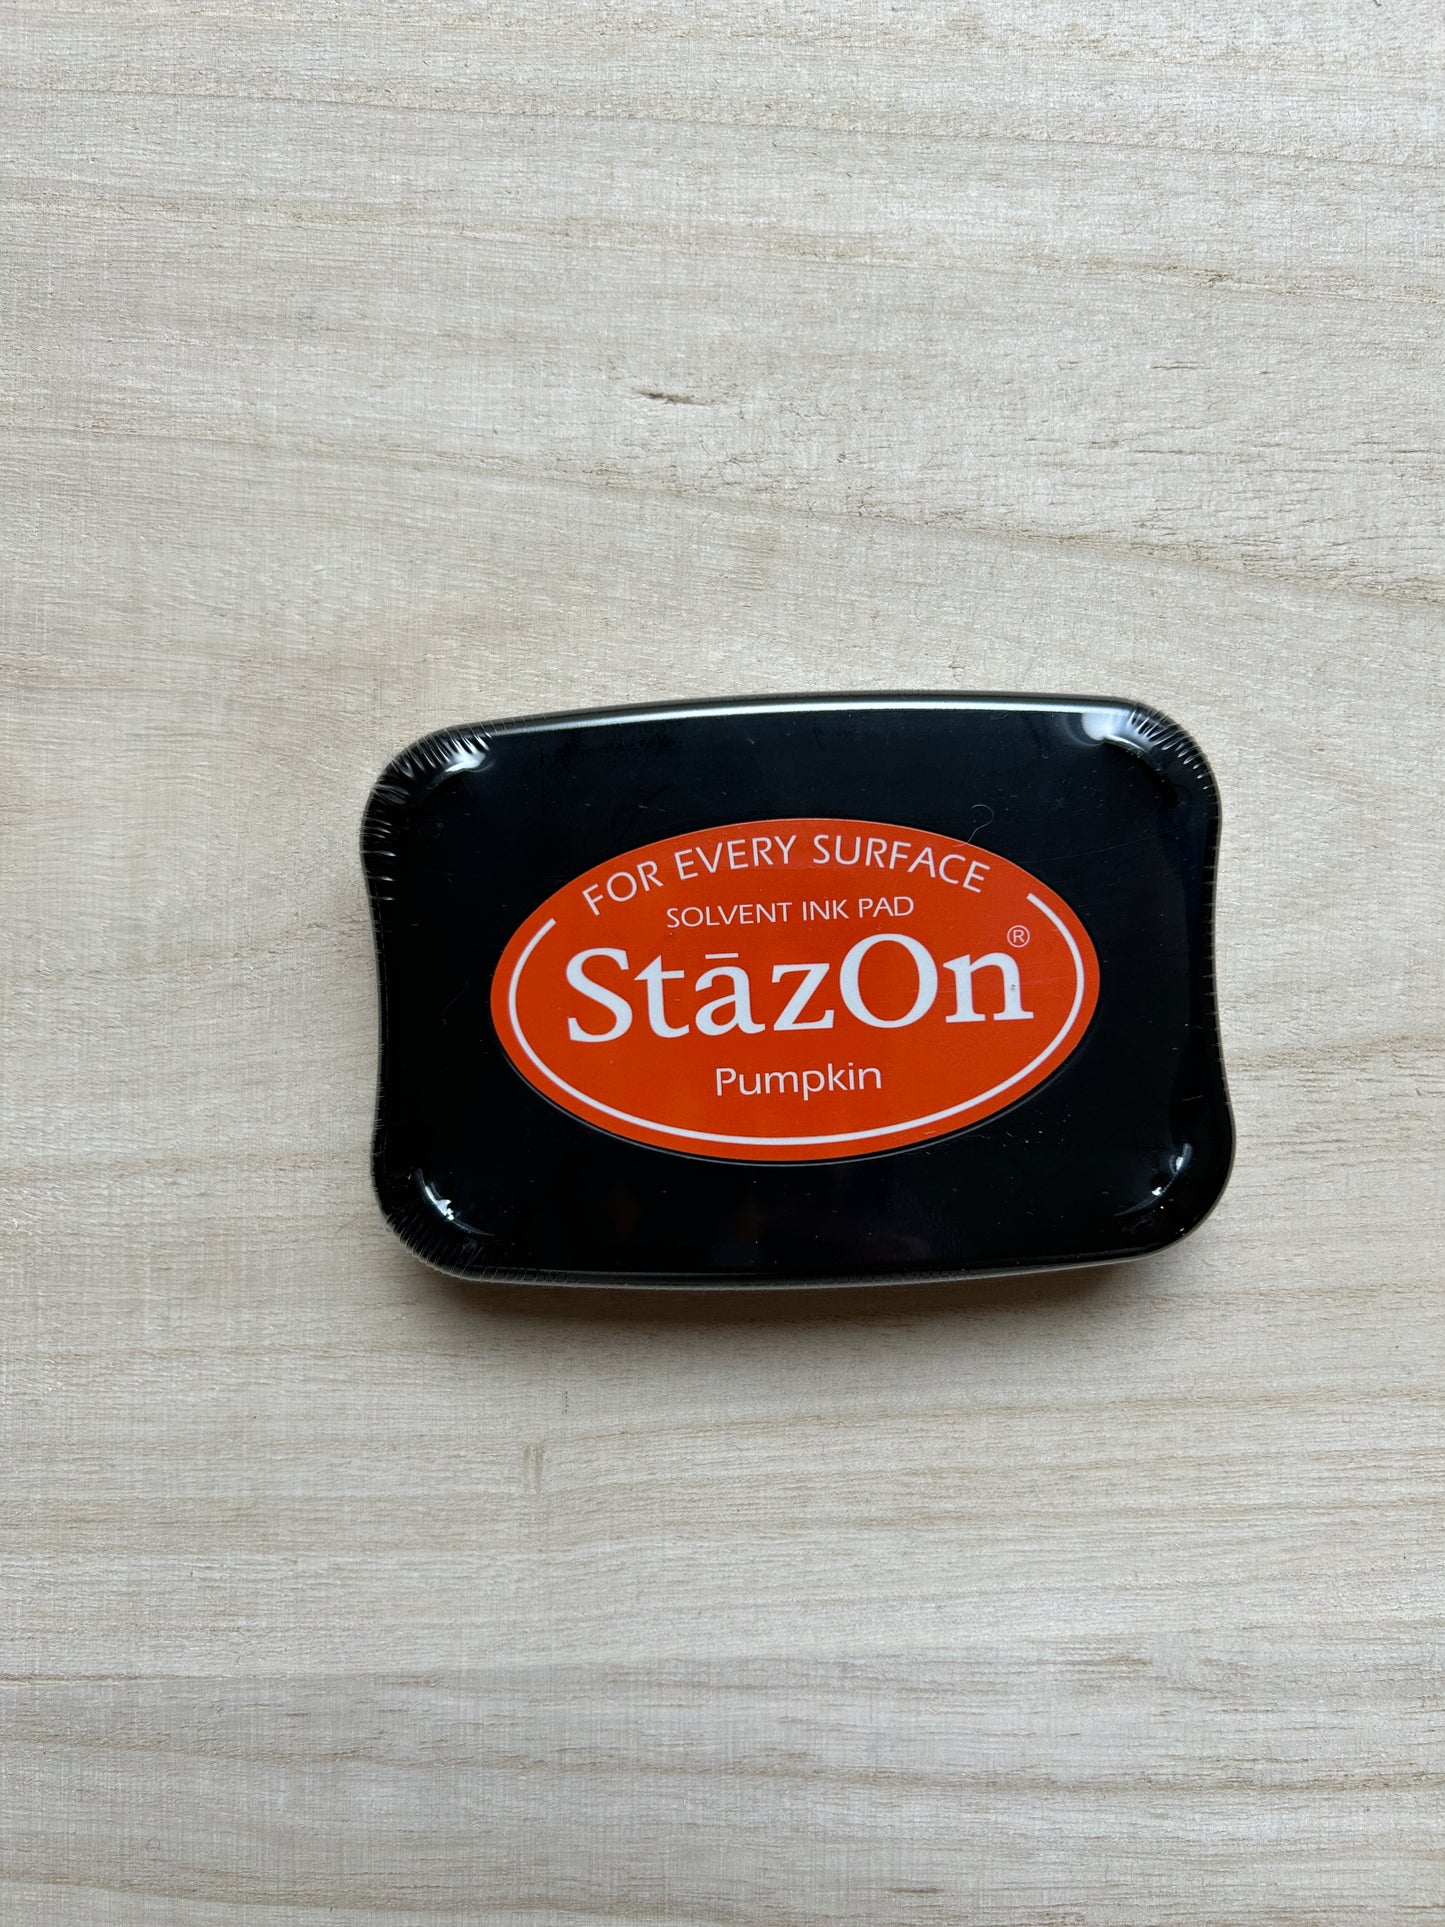 FOR EVERY SURFACE
SOLVENT INK PAD
StāzOn®
Pumpkin